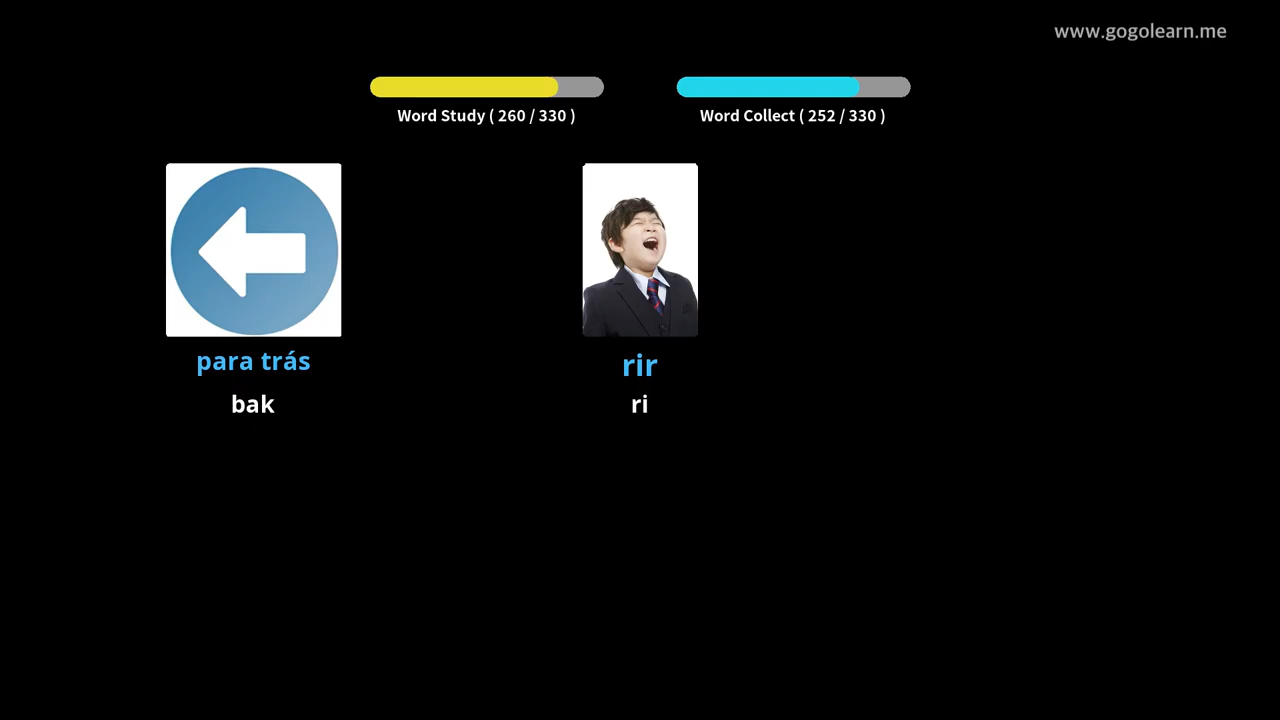 www.gogolearn.me
Word Study ( 260 / 330 )
Word Collect ( 252 / 330 )
para trás
rir
bak
ri